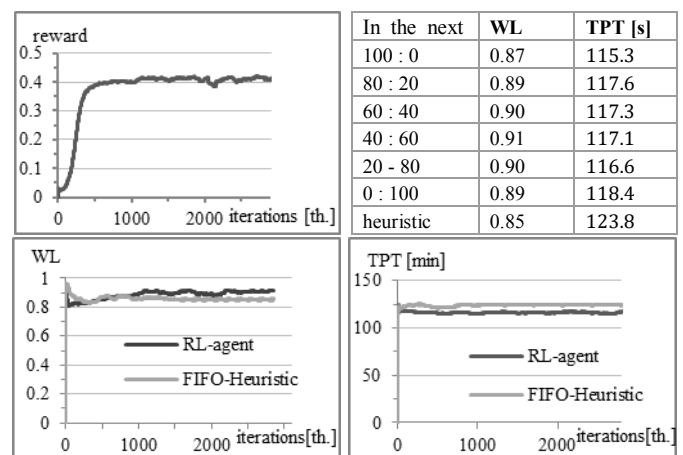 reward
0.5
0.4
0.3
0.2
0.1
0
0 1000 2000 iterations [th.]
In the next WL TPT [s]
100 : 0 0.87 115.3
80 : 20 0.89 117.6
60 : 40 0.90 117.3
40 : 60 0.91 117.1
20 - 80 0.90 116.6
0 : 100 0.89 118.4
heuristic 0.85 123.8
WL
1
0.8
0.6
0.4
0.2
0
RL-agent
FIFO-Heuristic
0 1000 2000 iterations[th.]
TPT [min]
150
100
50
0
RL-agent
FIFO-Heuristic
0 1000 2000 iterations[th.]